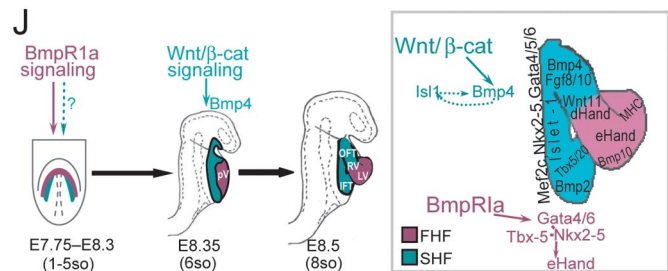 J
BmpR1a
signaling
?
E7.75–E8.3
(1-5so)
Wnt/β-cat
signaling
Bmp4
pV
E8.35
(6so)
OFT
RV
LV
IFT
E8.5
(8so)
Wnt/ β-cat
Isl1
Bmp4
Mef2c,Nkx2-5,Gata4/5/6
Bmp4
Fgf8/10
Wnt11
dHand
MHC
Islet-1
eHand
Tbx5/20
Bmp10
Bmp2
BmpRIa
Gata4/6
Tbx-5 Nkx2-5
eHand
FHF
SHF